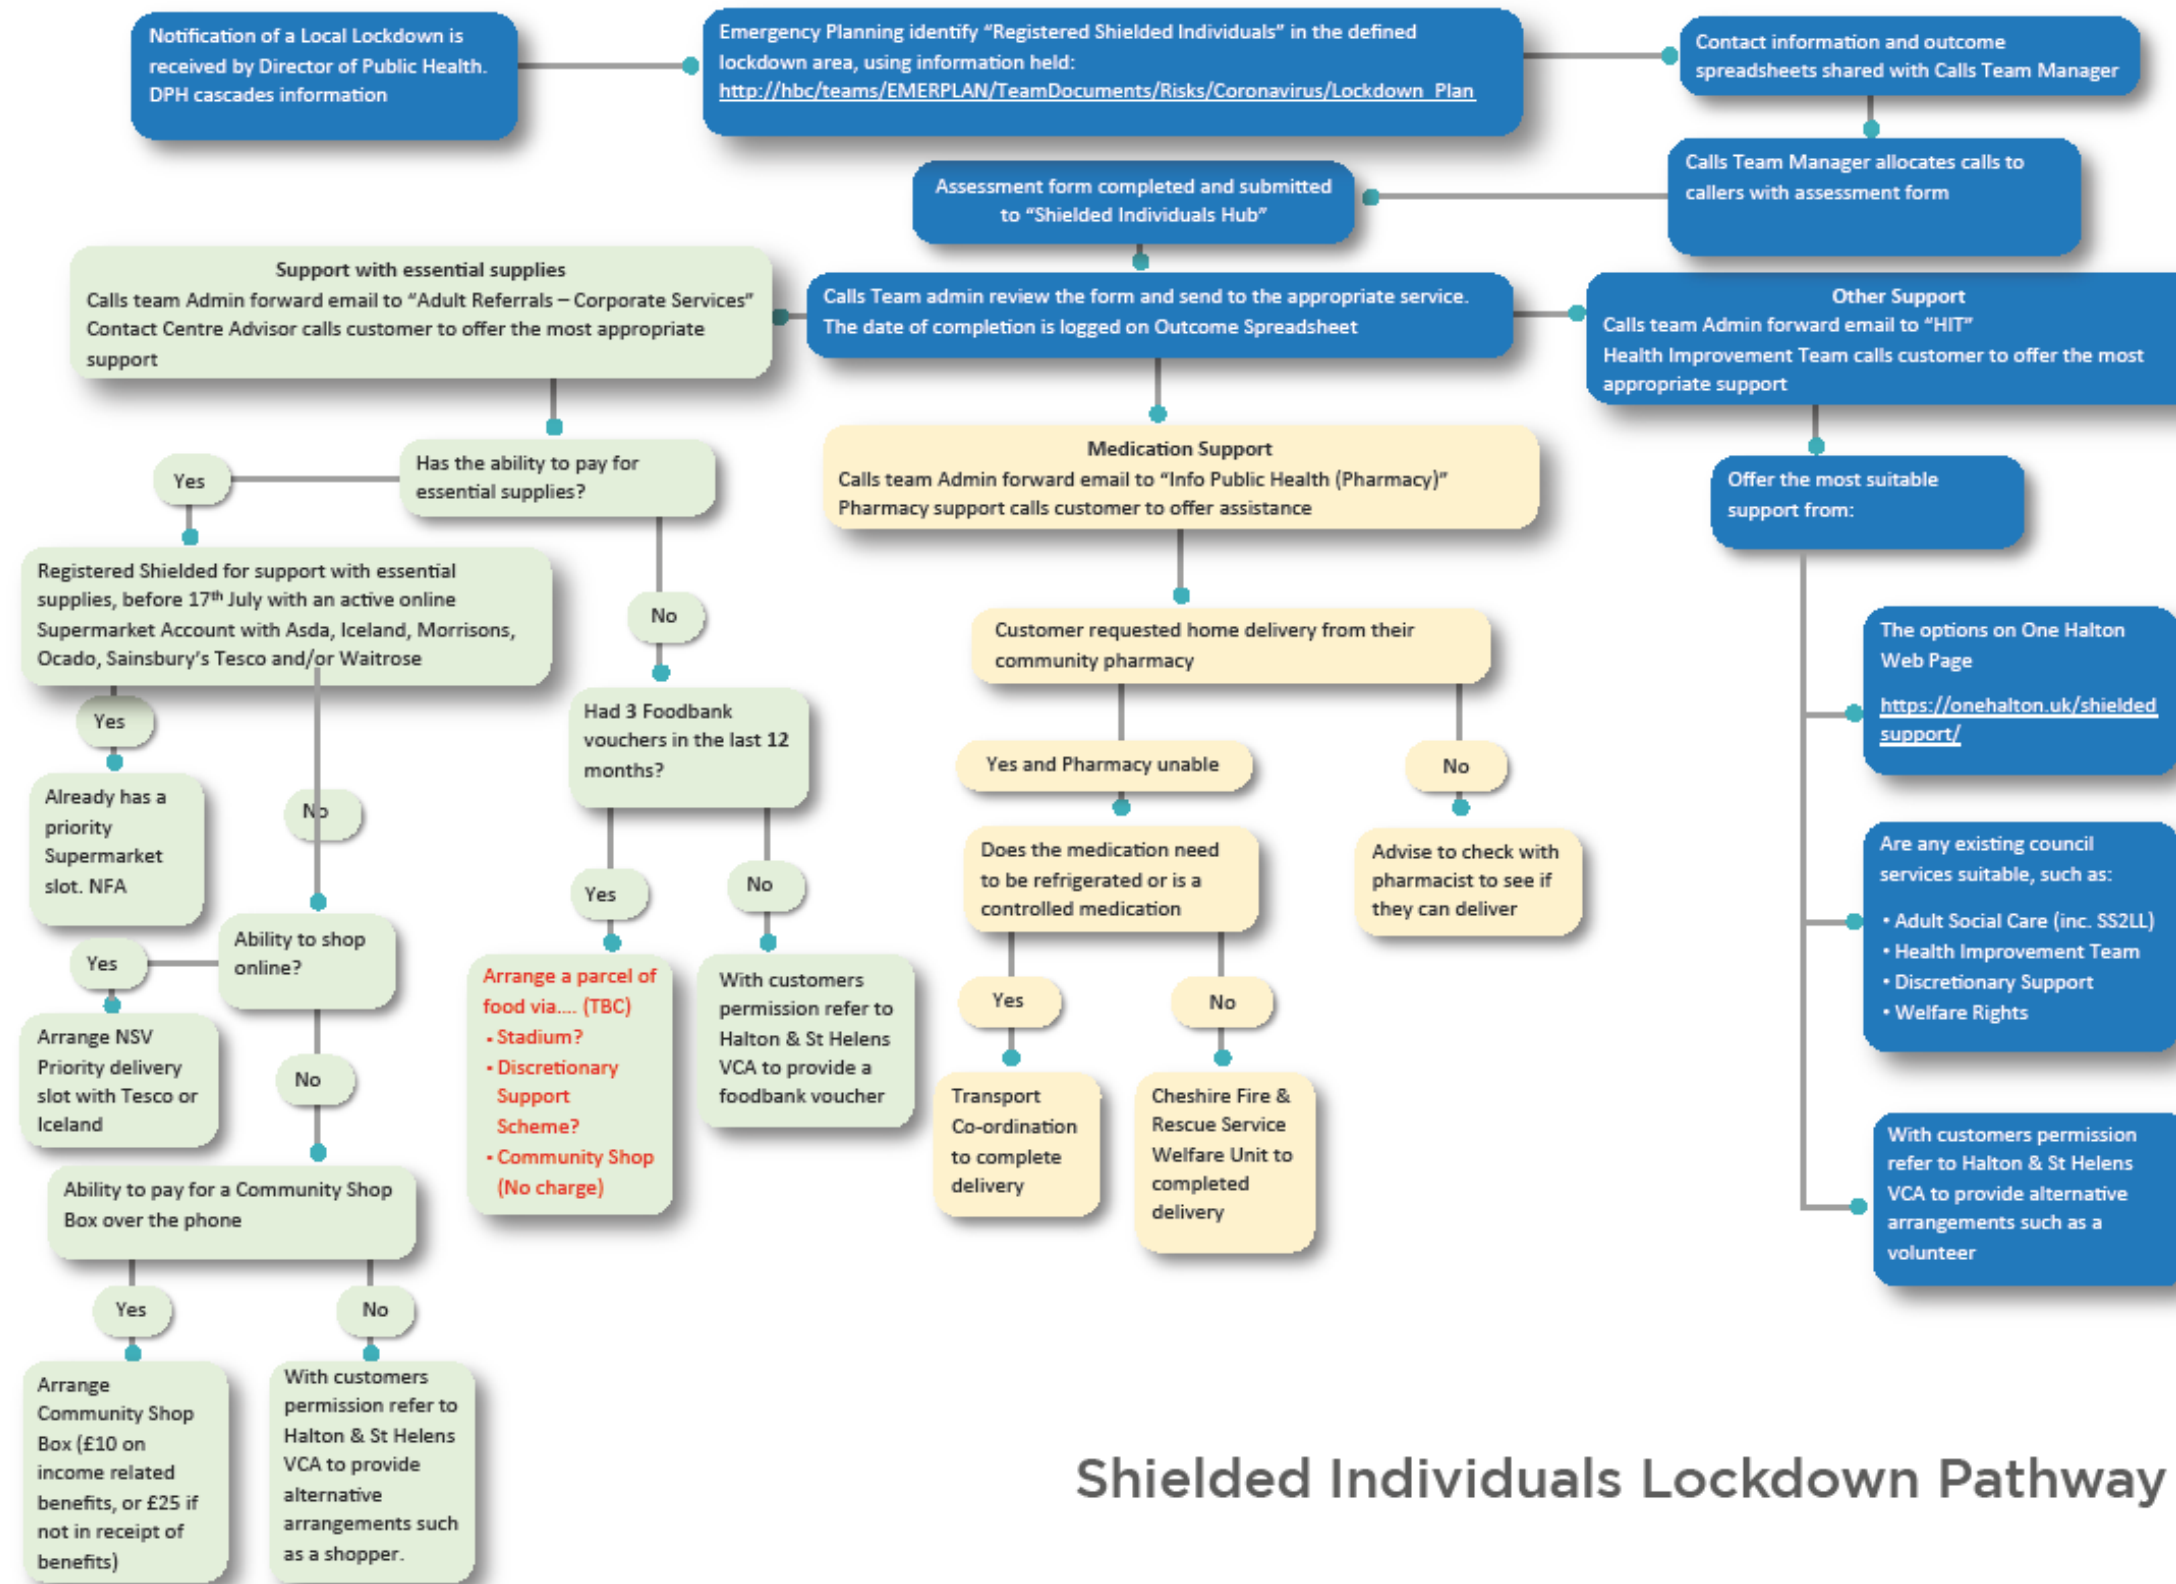 Notification of a Local Lockdown is
received by Director of Public Health.
DPH cascades information
Emergency Planning identify “Registered Shielded Individuals” in the defined
lockdown area, using information held:
http://hbc/teams/EMERPLAN/TeamDocuments/Risks/Coronavirus/Lockdown_Plan
Contact information and outcome
spreadsheets shared with Calls Team Manager
Calls Team Manager allocates calls to
callers with assessment form
Assessment form completed and submitted
to “Shielded Individuals Hub”
Calls Team admin review the form and send to the appropriate service.
The date of completion is logged on Outcome Spreadsheet
Support with essential supplies
Calls team Admin forward email to “Adult Referrals – Corporate Services”
Contact Centre Advisor calls customer to offer the most appropriate
support
Has the ability to pay for
essential supplies?
Yes
Registered Shielded for support with essential
supplies, before 17th July with an active online
Supermarket Account with Asda, Iceland, Morrisons,
Ocado, Sainsbury’s Tesco and/or Waitrose
Yes
Already has a
priority
Supermarket
slot. NFA
No
Ability to shop
online?
Yes
Arrange NSV
Priority delivery
slot with Tesco or
Iceland
No
Ability to pay for a Community Shop
Box over the phone
Yes
Arrange
Community Shop
Box (£10 on
income related
benefits, or £25 if
not in receipt of
benefits)
No
With customers
permission refer to
Halton & St Helens
VCA to provide
alternative
arrangements such
as a shopper.
No
Had 3 Foodbank
vouchers in the last 12
months?
Yes
Arrange a parcel of
food via.... (TBC)
• Stadium?
• Discretionary
Support
Scheme?
• Community Shop
(No charge)
No
With customers
permission refer to
Halton & St Helens
VCA to provide a
foodbank voucher
Medication Support
Calls team Admin forward email to “Info Public Health (Pharmacy)”
Pharmacy support calls customer to offer assistance
Customer requested home delivery from their
community pharmacy
Yes and Pharmacy unable
Does the medication need
to be refrigerated or is a
controlled medication
Yes
Transport
Co-ordination
to complete
delivery
No
Cheshire Fire &
Rescue Service
Welfare Unit to
completed
delivery
No
Advise to check with
pharmacist to see if
they can deliver
Other Support
Calls team Admin forward email to “HIT”
Health Improvement Team calls customer to offer the most
appropriate support
Offer the most suitable
support from:
The options on One Halton
Web Page
https://onehalton.uk/shielded
support/
Are any existing council
services suitable, such as:
• Adult Social Care (inc. SS2LL)
• Health Improvement Team
• Discretionary Support
• Welfare Rights
With customers permission
refer to Halton & St Helens
VCA to provide alternative
arrangements such as a
volunteer
Shielded Individuals Lockdown Pathway